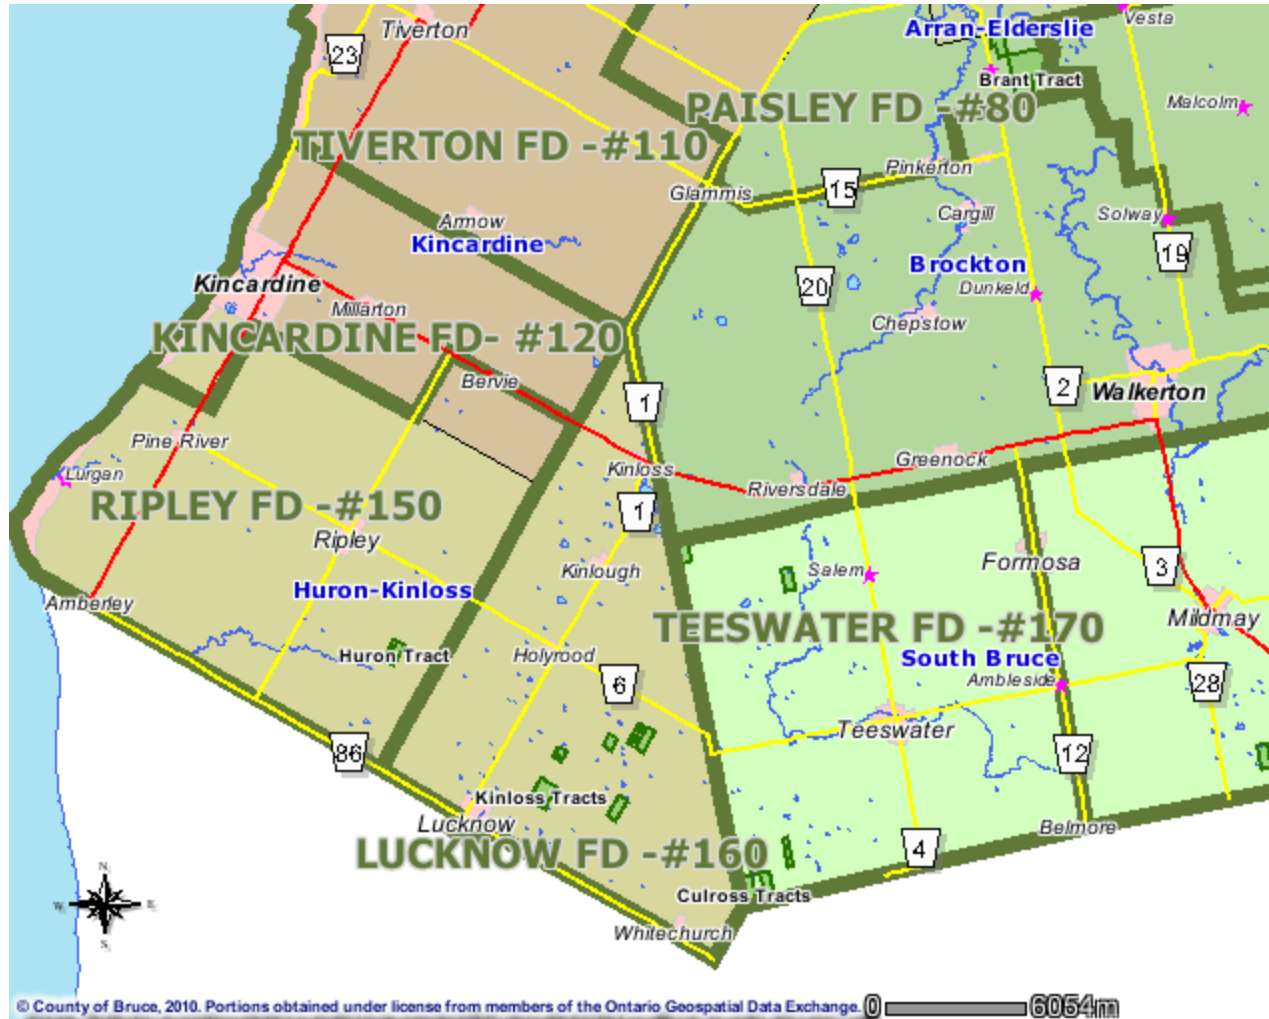 Vesta
Tiverton
Arran-Elderslie
23
Brant Tract
PAISLEY FD -#80
Malcolm
TIVERTON FD -#110
Pinkerton
15
Glammis
Armow
Cargill
Solway
Kincardine
19
Brockton
Kincardine
20
Dunkeld
Millarton
Chepstow
KINCARDINE FD- #120
Bervie
2
Walkerton
1
Pine River
Greenock
Kinloss
Lurgan
Riversdale
RIPLEY FD -#150
1
Ripley
Formosa
Kinlough
Salem
3
Huron-Kinloss
Amberley
Mildmay
TEESWATER FD -#170
Huron Tract
Holyrood
South Bruce
Ambleside
6
28
Teeswater
86
12
Kinloss Tracts
Lucknow
Belmore
LUCKNOW FD -#160
4
N
Culross Tracts
W
E
Whitechurch
S
© County of Bruce, 2010. Portions obtained under license from members of the Ontario Geospatial Data Exchange.
0 6054m